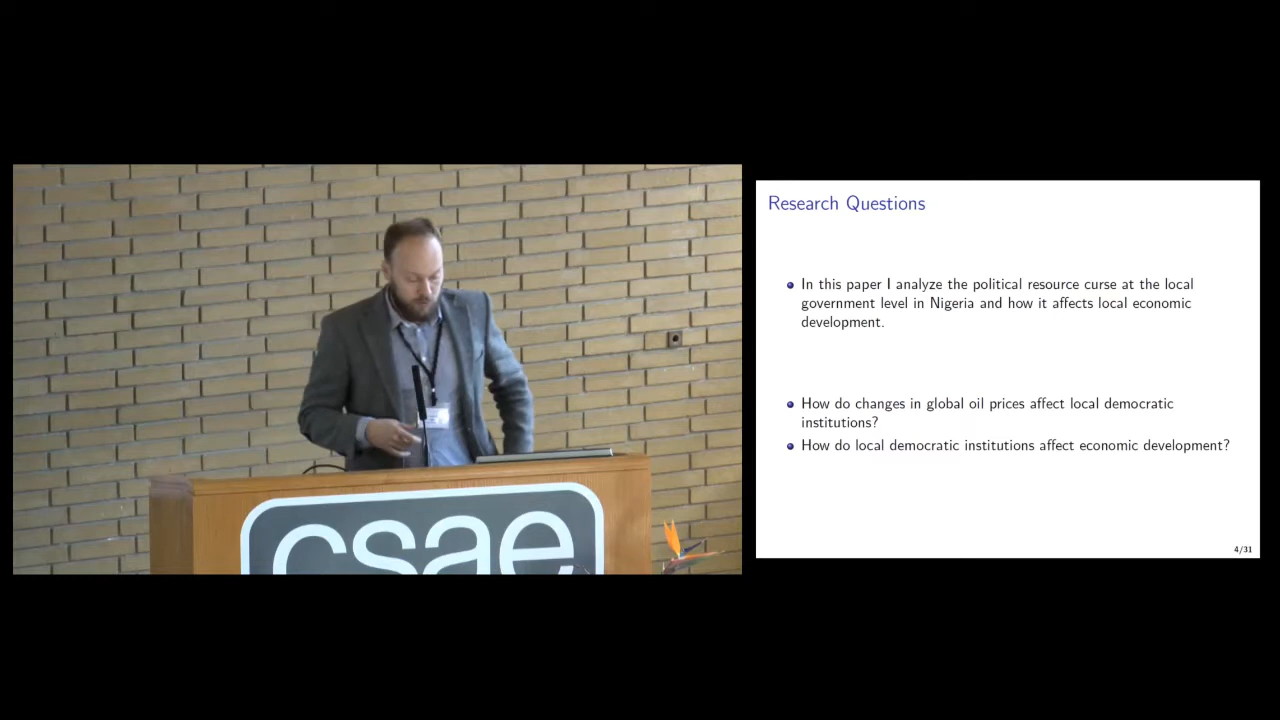 csae
Research Questions
In this paper I analyze the political resource curse at the local
government level in Nigeria and how it affects local economic
development.
How do changes in global oil prices affect local democratic
institutions?
How do local democratic institutions affect economic development?
4/31